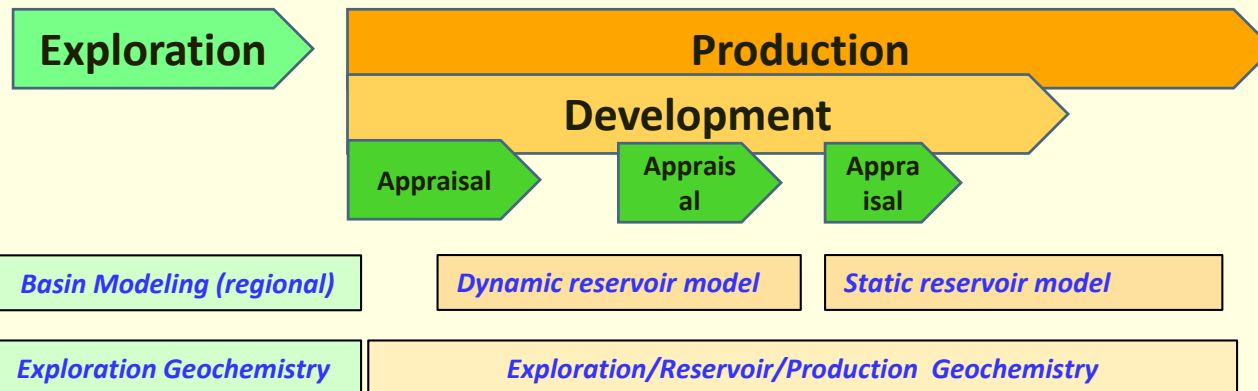 Exploration
Production
Development
Appraisal
Apprais
al
Appra
isal
Basin Modeling (regional)
Dynamic reservoir model
Static reservoir model
Exploration Geochemistry
Exploration/Reservoir/Production Geochemistry